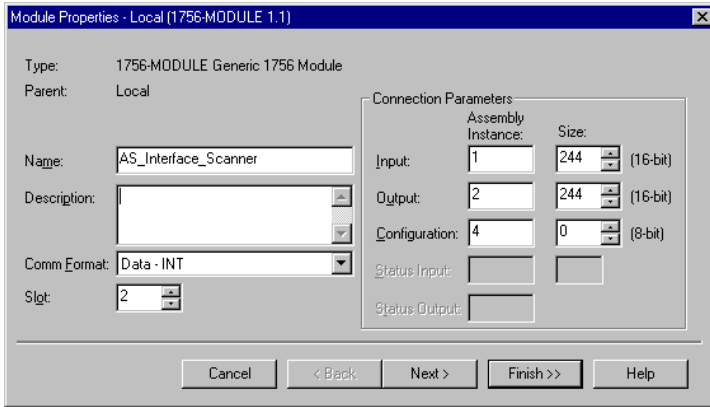 Module Properties - Local (1756-MODULE 1.1)
Type: 1756-MODULE Generic 1756 Module
Parent: Local
Connection Parameters
Assembly Instance: Size:
Name: AS_Interface_Scanner
Input: 1 244 (16-bit)
Description:
Output: 2 244 (16-bit)
Configuration: 4 0 (8-bit)
Comm Format: Data - INT
Status Input:
Slot: 2
Status Output:
Cancel < Back Next > Finish >> Help